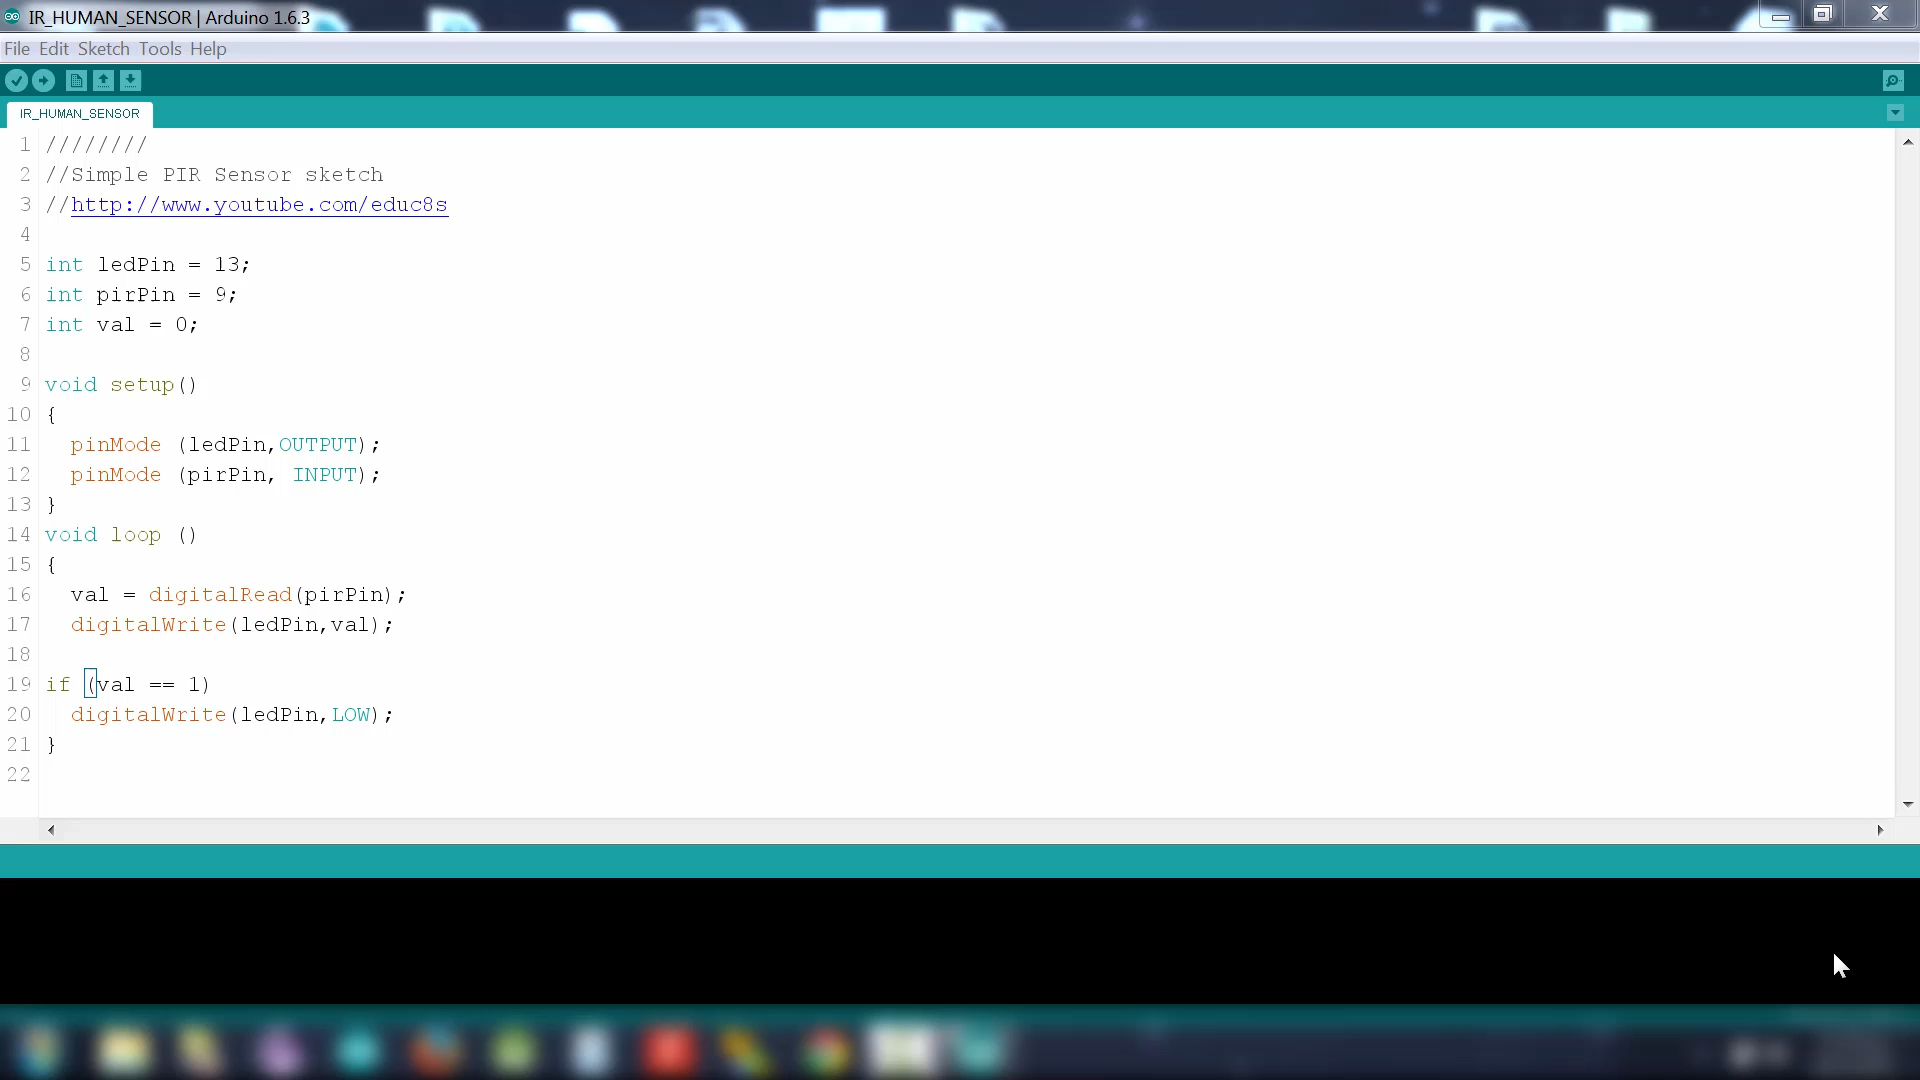 IR_HUMAN_SENSOR | Arduino 1.6.3
File Edit Sketch Tools Help
IR_HUMAN_SENSOR
1 ////////
2 //Simple PIR Sensor sketch
3 //http://www.youtube.com/educ8s
4
5 int ledPin = 13;
6 int pirPin = 9;
7 int val = 0;
8
9 void setup()
10 {
11 pinMode (ledPin,OUTPUT);
12 pinMode (pirPin, INPUT);
13 }
14 void loop ()
15 {
16 val = digitalRead(pirPin);
17 digitalWrite(ledPin,val);
18
19 if (val == 1)
20 digitalWrite(ledPin,LOW);
21 }
22